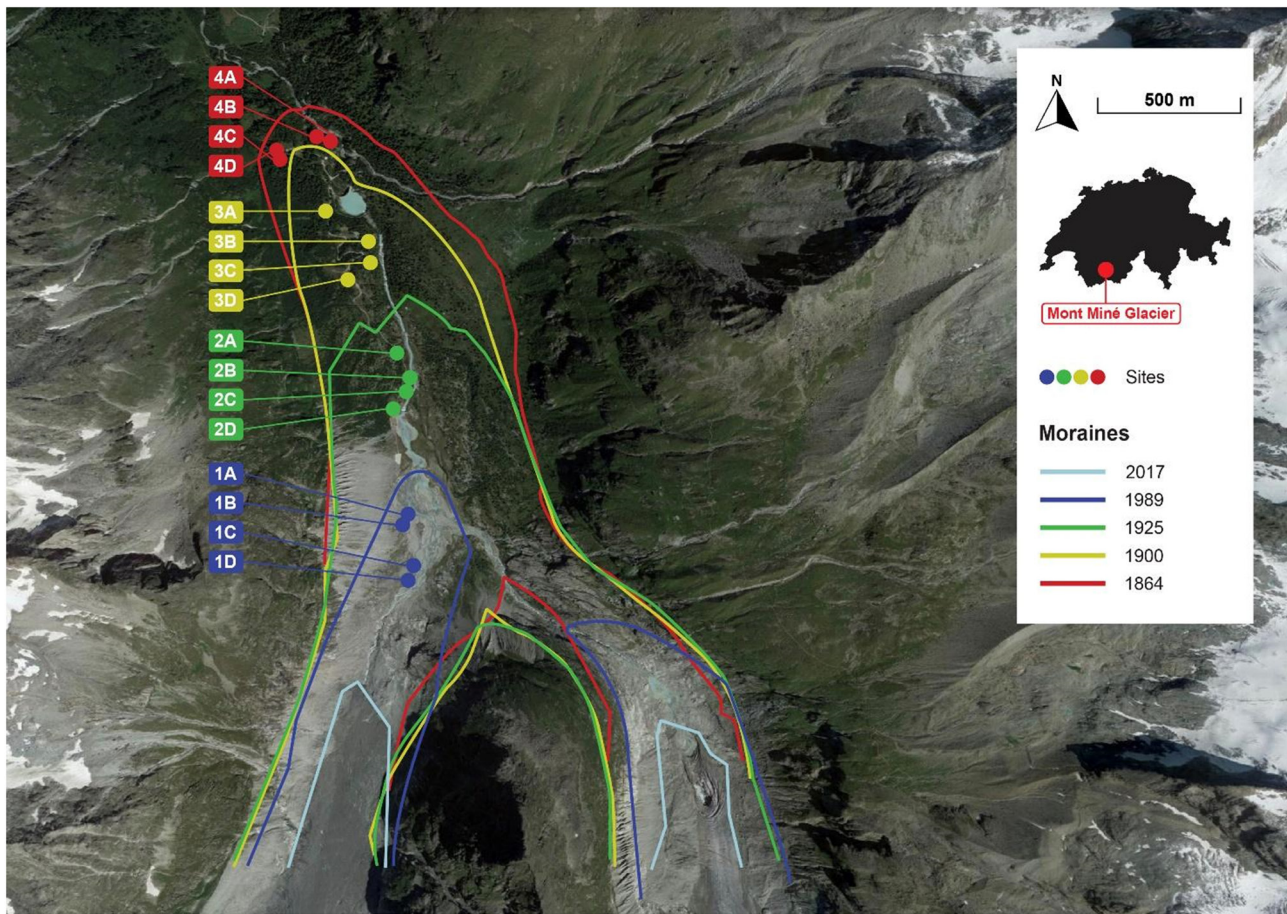 4A
4B
4C
4D
3A
3B
3C
3D
2A
2B
2C
2D
1A
1B
1C
1D
N
500 m
Mont Miné Glacier
Sites
Moraines
2017
1989
1925
1900
1864